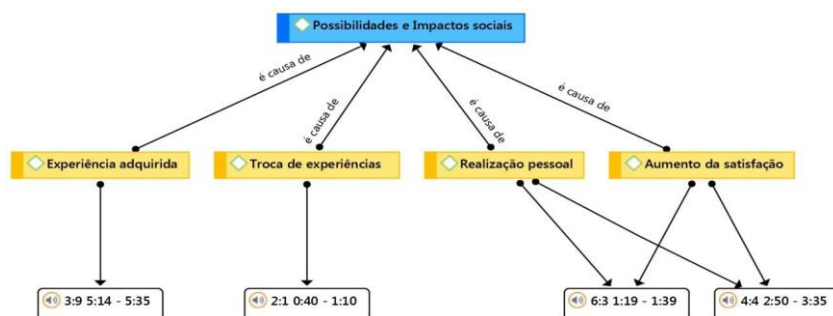 Possibilidades e Impactos sociais
é causa de
é causa de
é causa de
é causa de
Experiência adquirida
Troca de experiências
Realização pessoal
Aumento da satisfação
3:9 5:14 - 5:35
2:1 0:40 - 1:10
6:3 1:19 - 1:39
4:4 2:50 - 3:35